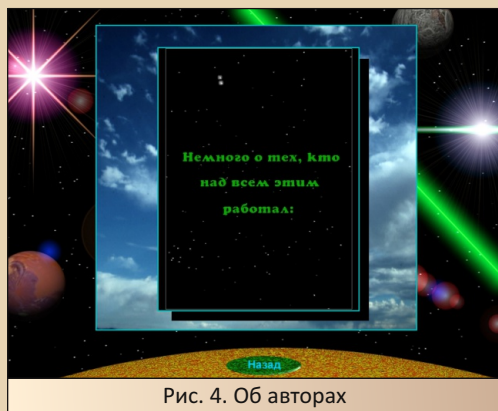 Немного о тех, кто
над всем этим
работал:
Назад
Рис. 4. Об авторах